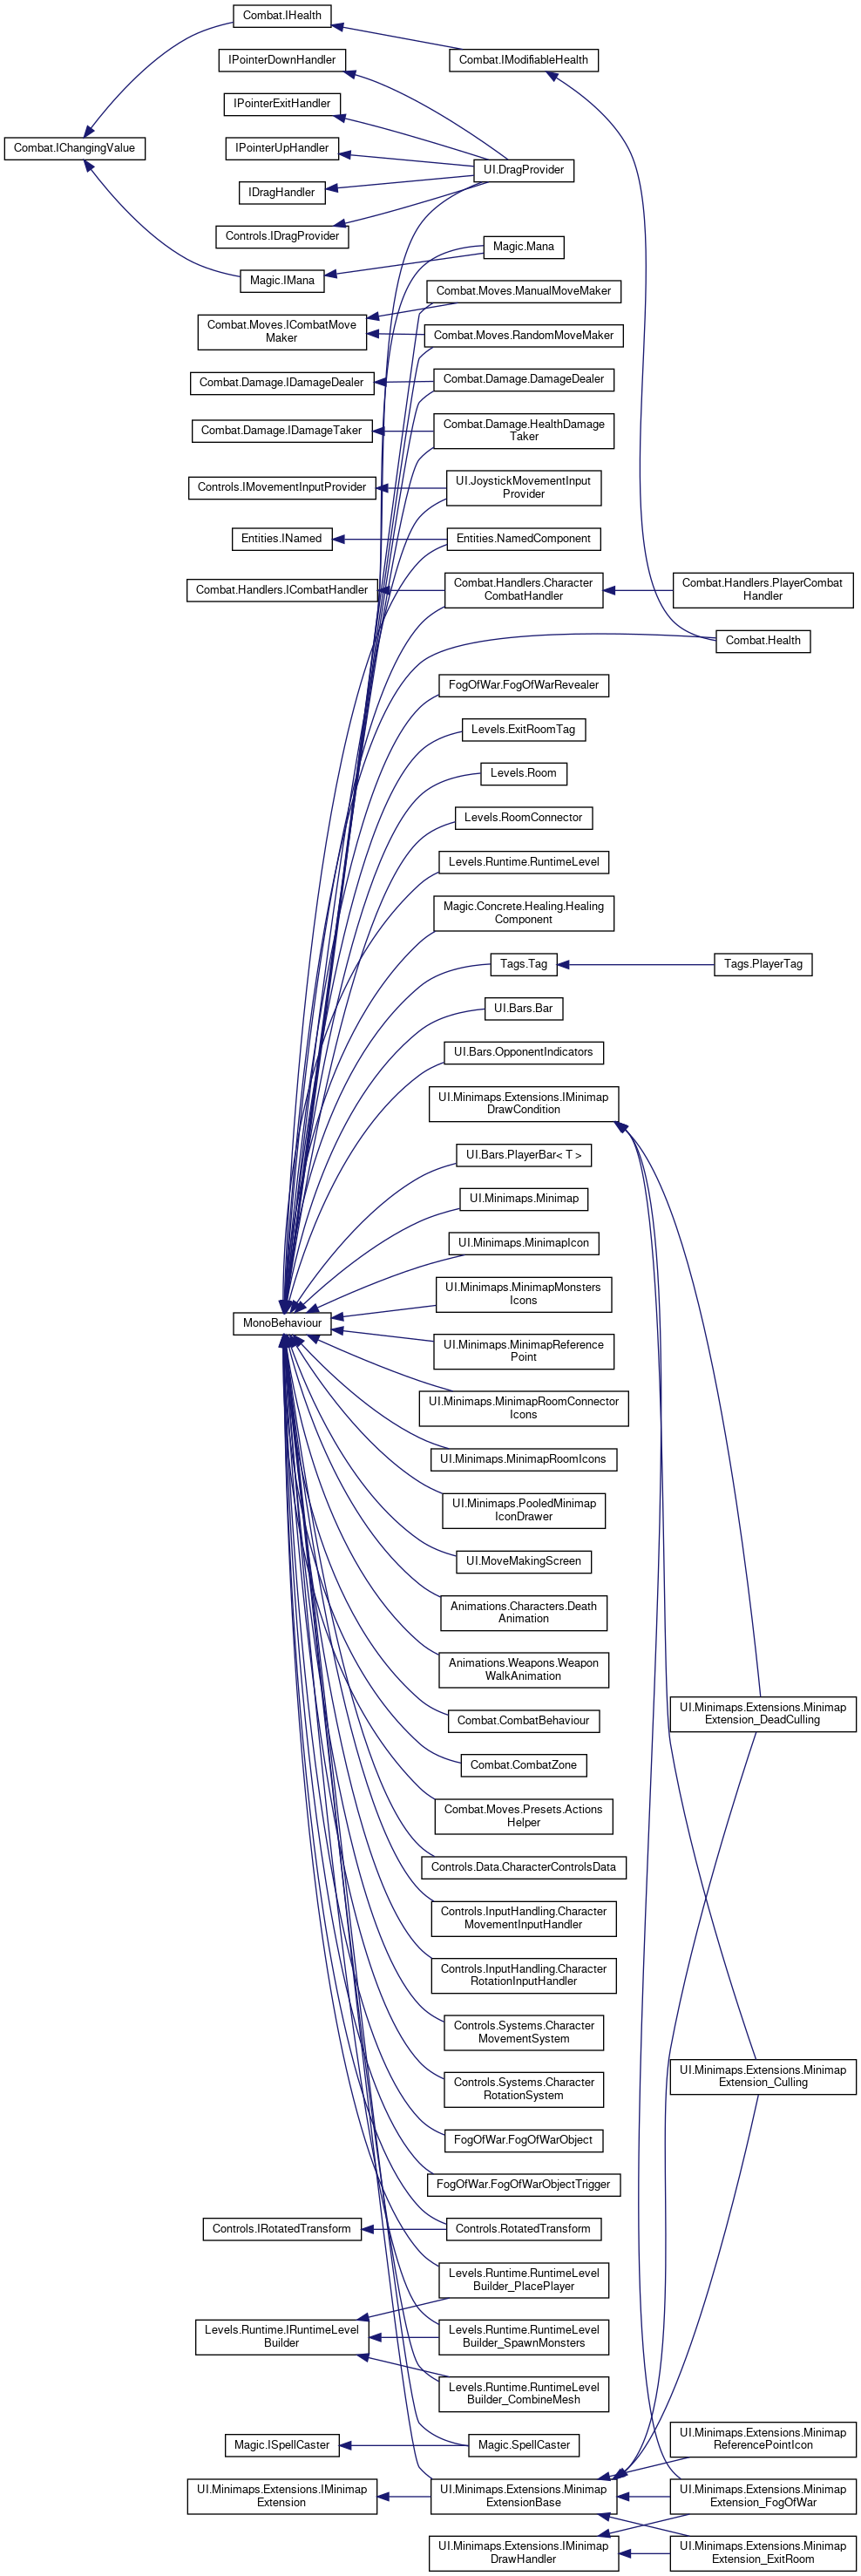 Combat.IHealth
IPointerDownHandler
Combat.IModifiableHealth
IPointerExitHandler
Combat.IChangingValue
IPointerUpHandler
UI.DragProvider
IDragHandler
Controls.IDragProvider
Magic.Mana
Magic.IMana
Combat.Moves.ManualMoveMaker
Combat.Moves.ICombatMove
Maker
Combat.Moves.RandomMoveMaker
Combat.Damage.IDamageDealer
Combat.Damage.DamageDealer
Combat.Damage.IDamageTaker
Combat.Damage.HealthDamage
Taker
Controls.IMovementInputProvider
UI.JoystickMovementInput
Provider
Entities.INamed
Entities.NamedComponent
Combat.Handlers.ICombatHandler
Combat.Handlers.Character
CombatHandler
Combat.Handlers.PlayerCombat
Handler
Combat.Health
FogOfWar.FogOfWarRevealer
Levels.ExitRoomTag
Levels.Room
Levels.RoomConnector
Levels.Runtime.RuntimeLevel
Magic.Concrete.Healing.Healing
Component
Tags.Tag
Tags.PlayerTag
UI.Bars.Bar
UI.Bars.OpponentIndicators
UI.Minimaps.Extensions.IMinimap
DrawCondition
UI.Bars.PlayerBar< T >
UI.Minimaps.Minimap
UI.Minimaps.MinimapIcon
UI.Minimaps.MinimapMonsters
Icons
MonoBehaviour
UI.Minimaps.MinimapReference
Point
UI.Minimaps.MinimapRoomConnector
Icons
UI.Minimaps.MinimapRoomIcons
UI.Minimaps.PooledMinimap
IconDrawer
UI.MoveMakingScreen
Animations.Characters.Death
Animation
Animations.Weapons.Weapon
WalkAnimation
UI.Minimaps.Extensions.Minimap
Extension_DeadCulling
Combat.CombatBehaviour
Combat.CombatZone
Combat.Moves.Presets.Actions
Helper
Controls.Data.CharacterControlsData
Controls.InputHandling.Character
MovementInputHandler
Controls.InputHandling.Character
RotationInputHandler
Controls.Systems.Character
MovementSystem
Controls.Systems.Character
RotationSystem
UI.Minimaps.Extensions.Minimap
Extension_Culling
FogOfWar.FogOfWarObject
FogOfWar.FogOfWarObjectTrigger
Controls.IRotatedTransform
Controls.RotatedTransform
Levels.Runtime.RuntimeLevel
Builder_PlacePlayer
Levels.Runtime.IRuntimeLevel
Builder
Levels.Runtime.RuntimeLevel
Builder_SpawnMonsters
Levels.Runtime.RuntimeLevel
Builder_CombineMesh
Magic.ISpellCaster
Magic.SpellCaster
UI.Minimaps.Extensions.Minimap
ReferencePointIcon
UI.Minimaps.Extensions.IMinimap
Extension
UI.Minimaps.Extensions.Minimap
ExtensionBase
UI.Minimaps.Extensions.Minimap
Extension_FogOfWar
UI.Minimaps.Extensions.IMinimap
DrawHandler
UI.Minimaps.Extensions.Minimap
Extension_ExitRoom